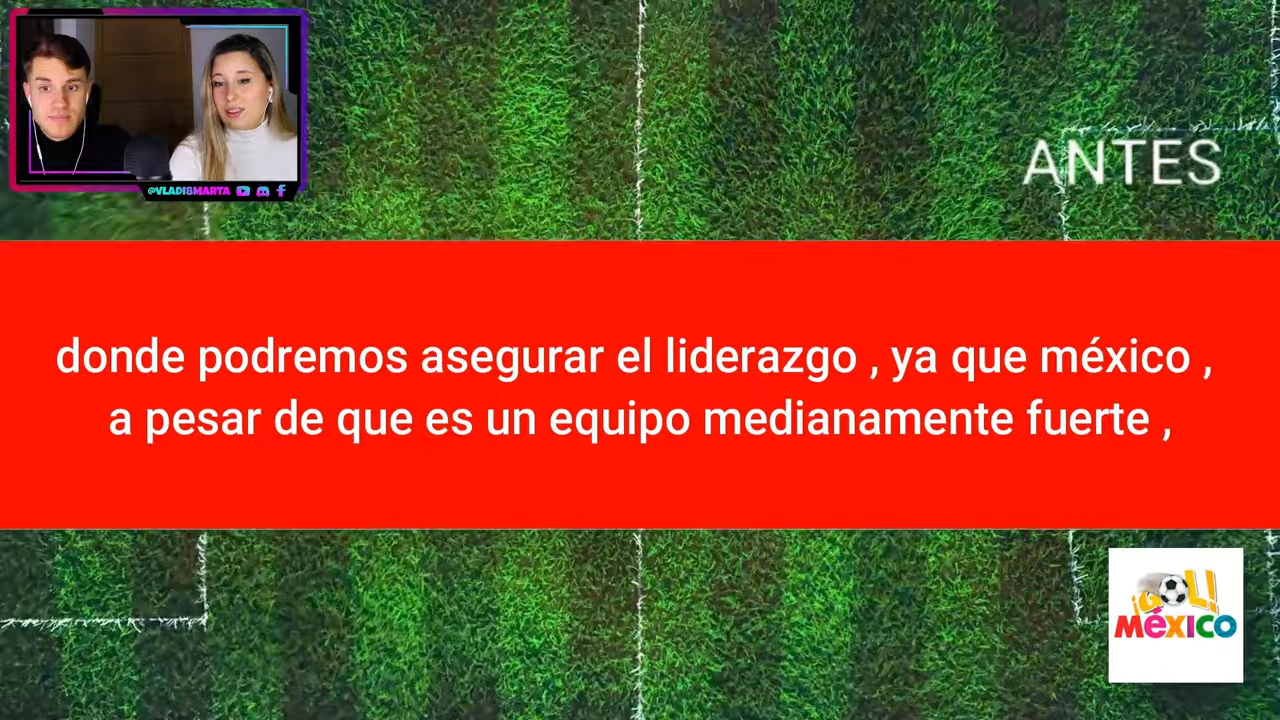 @VLADI8MARTA
ANTES
donde podremos asegurar el liderazgo , ya que méxico ,
a pesar de que es un equipo medianamente fuerte ,
¡GOL!
MéXICO